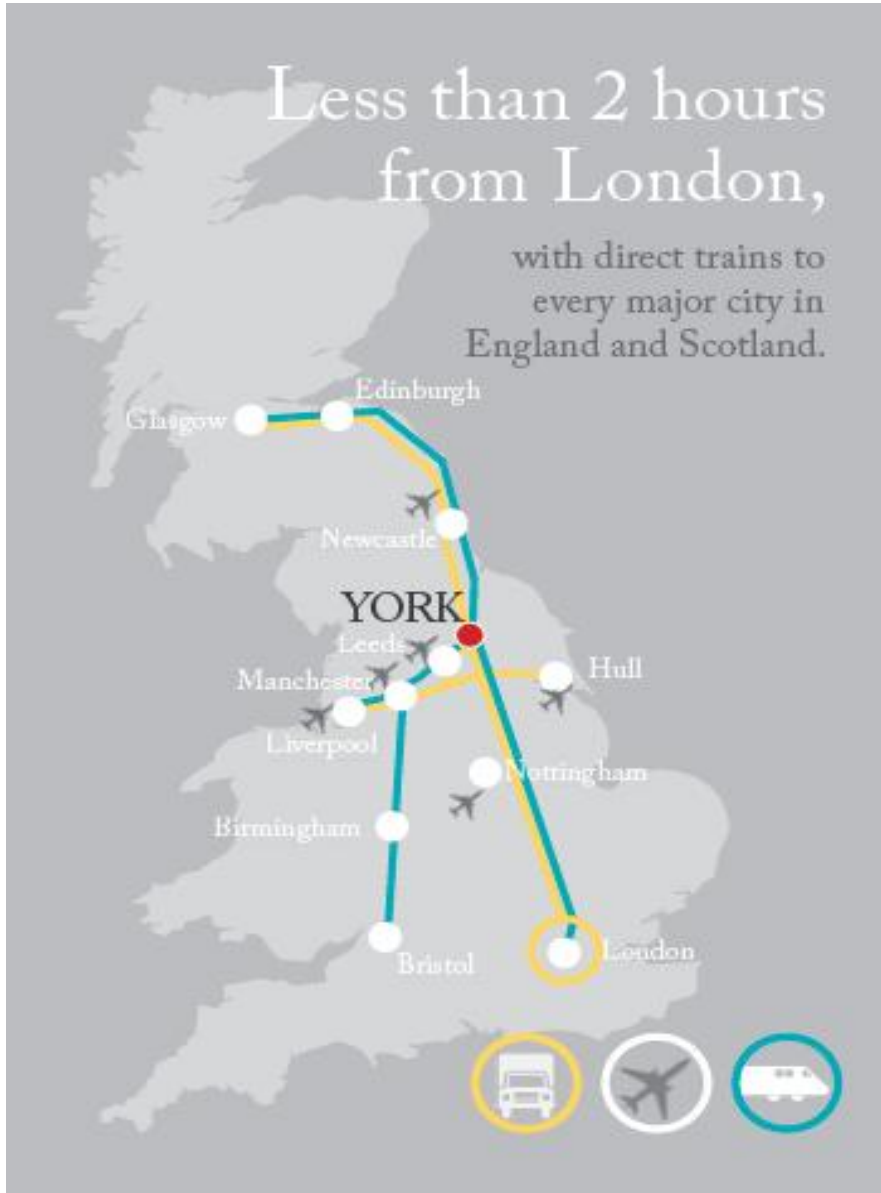 Less than 2 hours
from London,
with direct trains to
every major city in
England and Scotland.
Edinburgh
Glasgow
Newcastle
YORK
Leeds
Hull
Manchester
Liverpool
Nottringham
Birmingham
London
Bristol